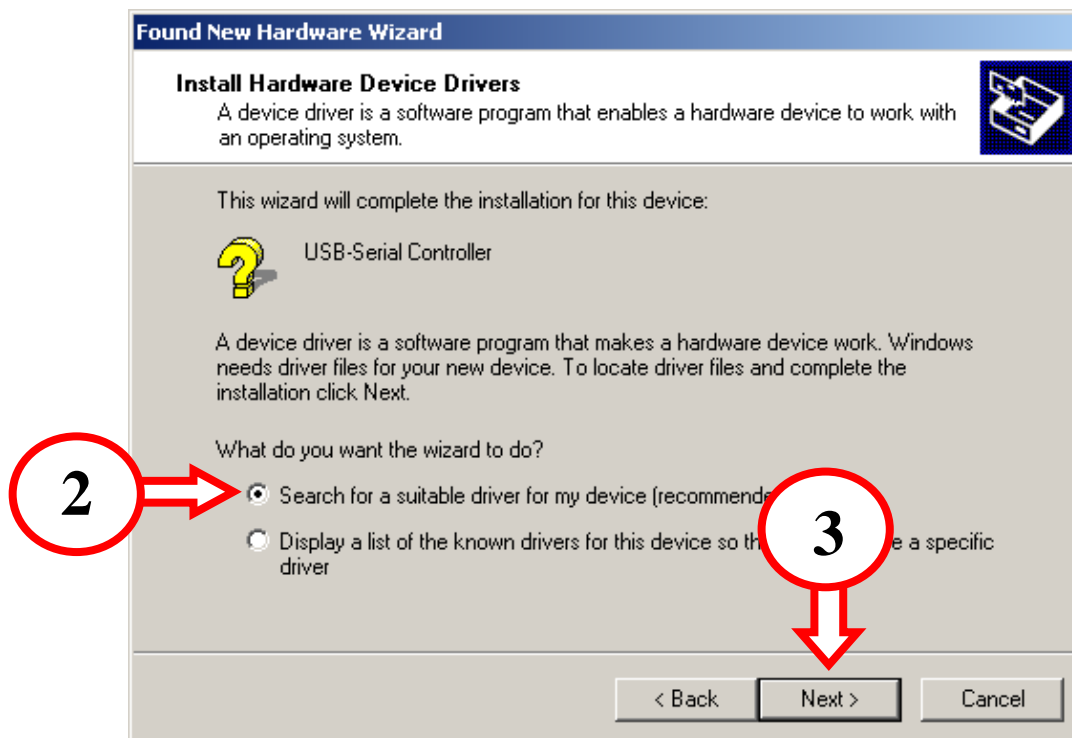 Found New Hardware Wizard
Install Hardware Device Drivers
A device driver is a software program that enables a hardware device to work with
an operating system.
This wizard will complete the installation for this device:
USB-Serial Controller
A device driver is a software program that makes a hardware device work. Windows
needs driver files for your new device. To locate driver files and complete the
installation click Next.
What do you want the wizard to do?
2
Search for a suitable driver for my device
3
Display a list of the known drivers for this device so a specific
driver
< Back
Next >
Cancel